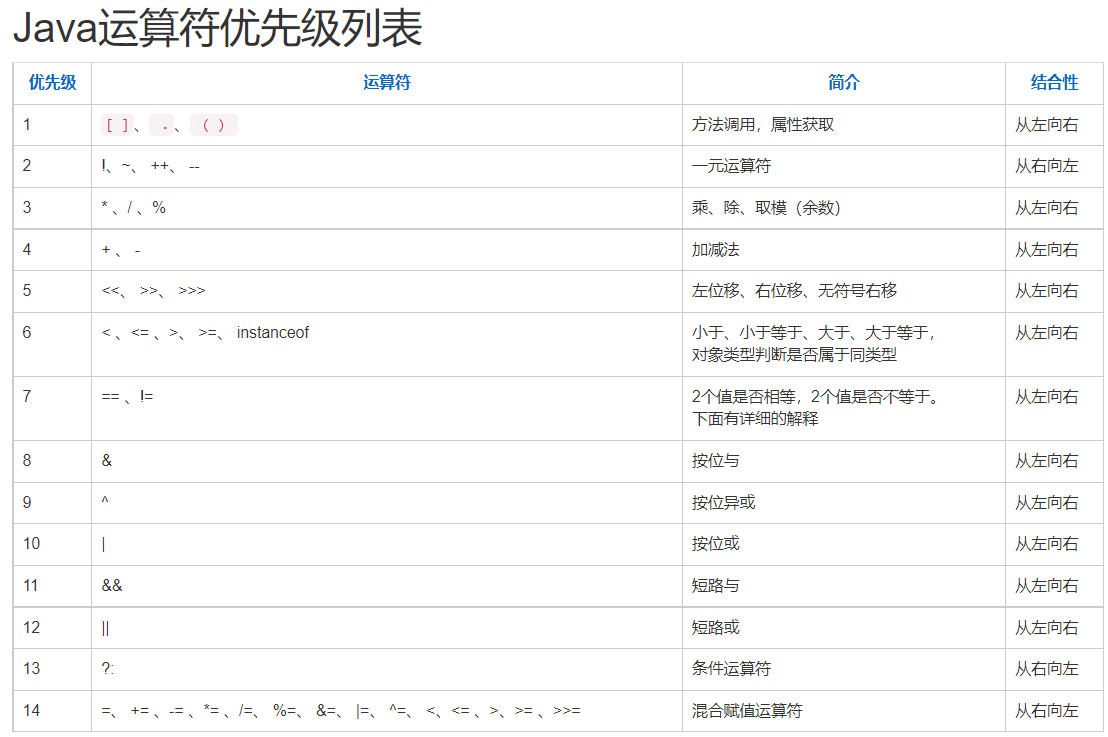 Java运算符优先级列表
优先级 运算符 简介 结合性
1 [ ]、 .、 ( ) 方法调用，属性获取 从左向右
2 !、~、 ++、 -- 一元运算符 从右向左
3 * 、/ 、% 乘、除、取模（余数） 从左向右
4 + 、 - 加减法 从左向右
5 <<、 >>、 >>> 左位移、右位移、无符号右移 从左向右
6 < 、<= 、>、 >=、 instanceof 小于、小于等于、大于、大于等于， 从左向右
对象类型判断是否属于同类型
7 == 、!= 2个值是否相等，2个值是否不等于。 从左向右
下面有详细的解释
8 & 按位与 从左向右
9 ^ 按位异或 从左向右
10 | 按位或 从左向右
11 && 短路与 从左向右
12 || 短路或 从左向右
13 ?: 条件运算符 从右向左
14 =、 += 、-= 、*= 、/=、 %=、 &=、 |=、 ^=、 <、<= 、>、>= 、>>= 混合赋值运算符 从右向左